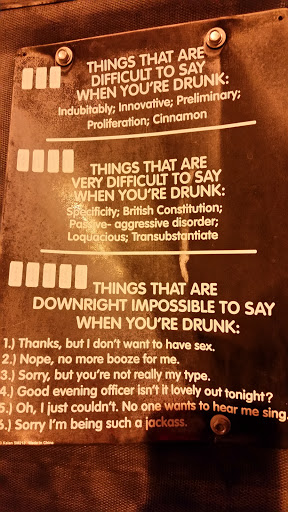 THINGS THAT ARE
DIFFICULT TO SAY
WHEN YOU'RE DRUNK:
Indubitably; Innovative; Preliminary;
Proliferation; Cinnamon
THINGS THAT ARE
VERY DIFFICULT TO SAY
WHEN YOU'RE DRUNK:
Specificity; British Constitution;
Passive- aggressive disorder;
Loquacious; Transubstantiate
THINGS THAT ARE
DOWNRIGHT IMPOSSIBLE TO SAY
WHEN YOU'RE DRUNK:
1.) Thanks, but I don't want to have sex.
2.) Nope, no more booze for me.
3.) Sorry, but you're not really my type.
4.) Good evening officer isn't it lovely out tonight?
5.) Oh, I just couldn't. No one wants to hear me sing.
6.) Sorry I'm being such a jackass.